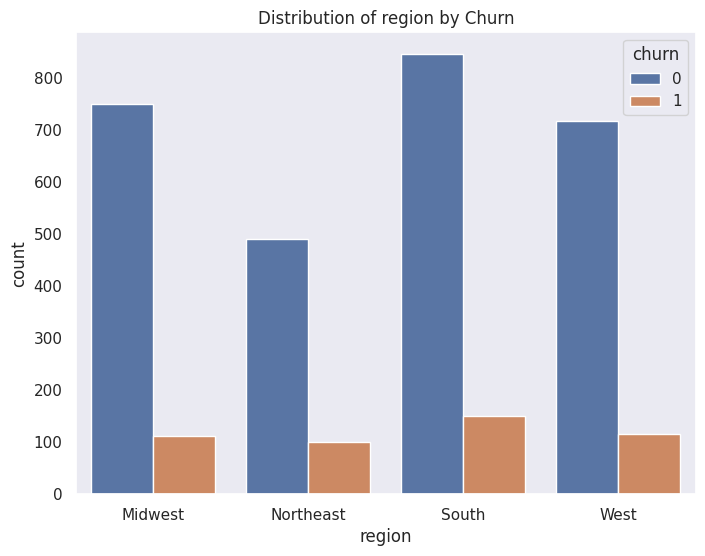 Distribution of region by Churn
churn
0
1
800
700
600
500
400
300
200
100
0
count
Midwest Northeast South West
region